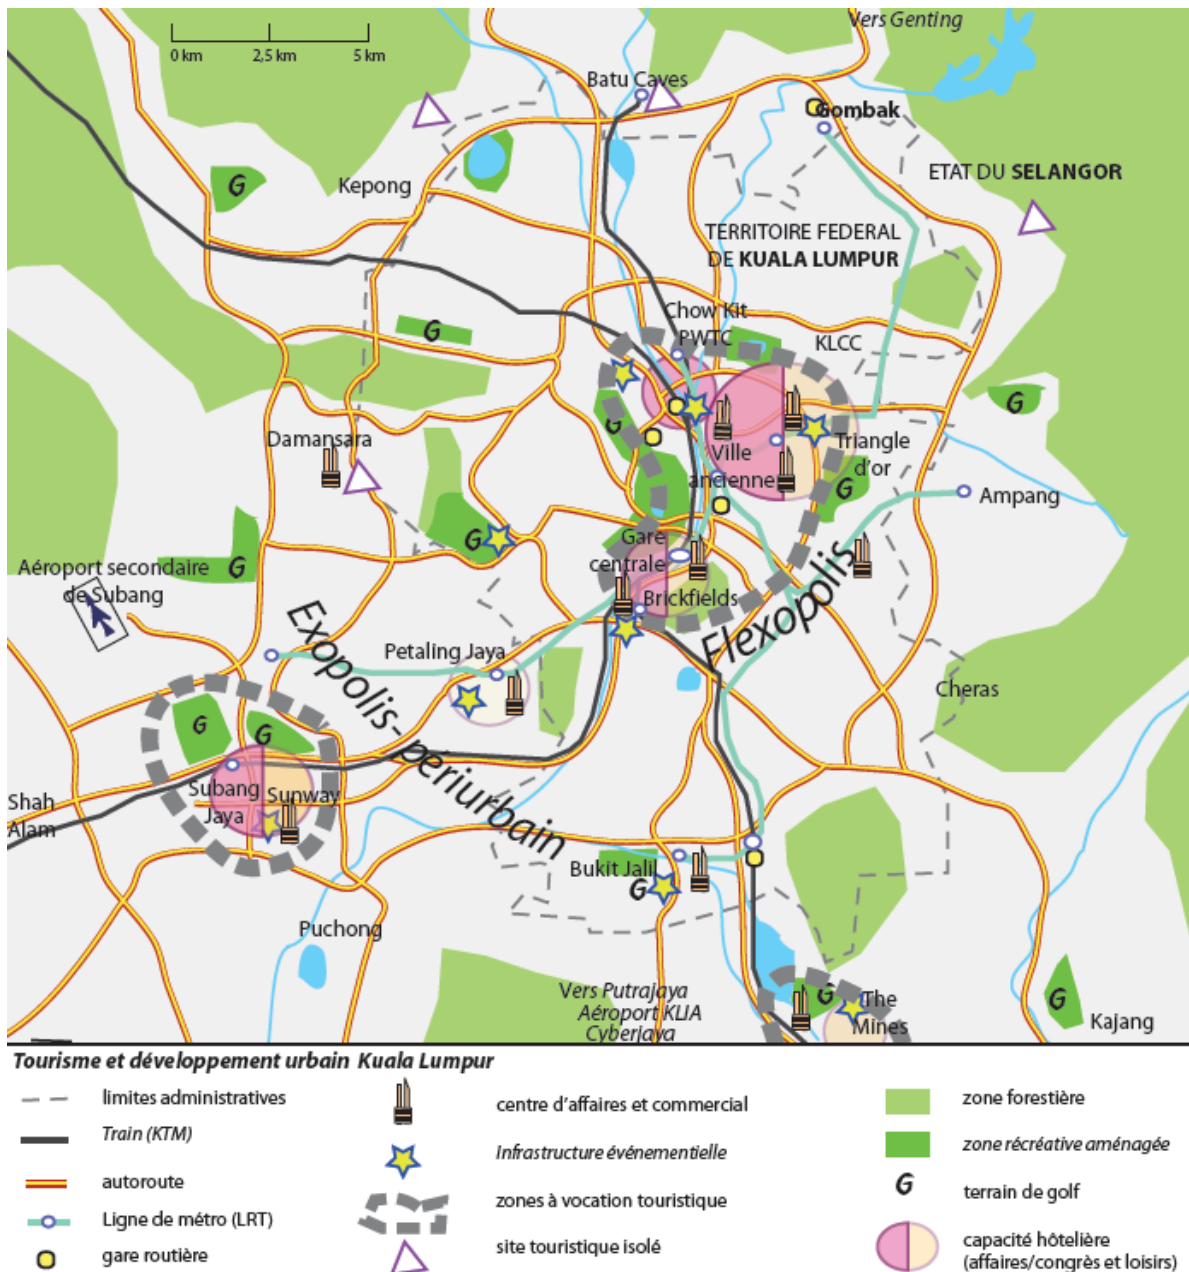 Vers Genting
0 km 2,5 km 5 km
Batu Caves
Gombak
ETAT DU SELANGOR
Kepong
G
TERRITOIRE FEDERAL
DE KUALA LUMPUR
Chow Kit
PWTC
KLCC
G
G
G
Damansara
Ville
ancienne
Triangle
d'or
G
Ampang
Gare
centrale
G
G
Aéroport secondaire
de Subang
Brickfields
Flexopolis
Exopolis-periurbain
Petaling Jaya
Cheras
G
G
Subang
Jaya
Sunway
Shah
Alam
Bukit Jalil
G
Puchong
Vers Putrajaya
Aéroport KLIA
Cyberjaya
G
The
Mines
G
Kajang
Tourisme et développement urbain Kuala Lumpur
limites administratives
Train (KTM)
autoroute
Ligne de métro (LRT)
gare routière
centre d'affaires et commercial
Infrastructure événementielle
zones à vocation touristique
site touristique isolé
zone forestière
zone récréative aménagée
G
terrain de golf
capacité hôtelière
(affaires/congrès et loisirs)